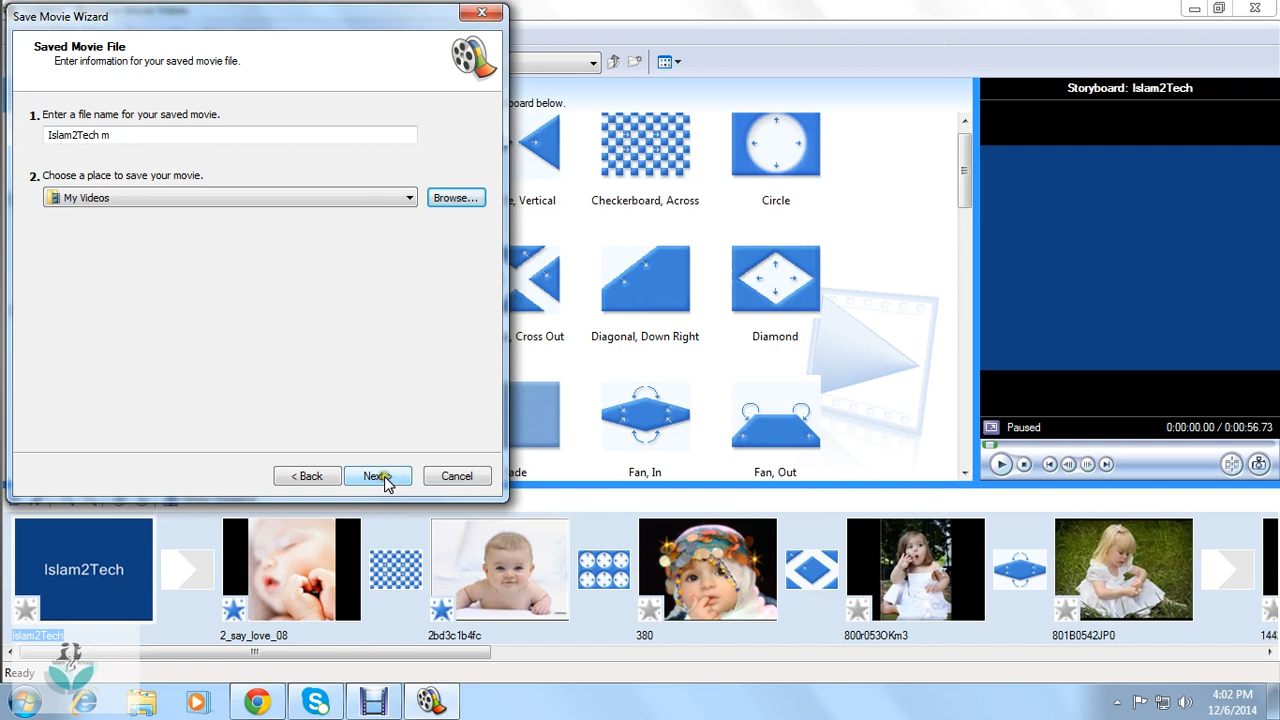 Save Movie Wizard
Saved Movie File
Enter information for your saved movie file.
1. Enter a file name for your saved movie.
Islam2Tech m
2. Choose a place to save your movie.
My Videos
Browse...
< Back
Next
Cancel
board below.
e, Vertical
Checkerboard, Across
Circle
, Cross Out
Diagonal, Down Right
Diamond
ade
Fan, In
Fan, Out
Storyboard: Islam2Tech
Paused
0:00:00.00 / 0:00:56.73
Islam2Tech
Islam2Tech
2_say_love_08
2bd3c1b4fc
380
800r053OKm3
801B0542JP0
144
Ready
4:02 PM
12/6/2014